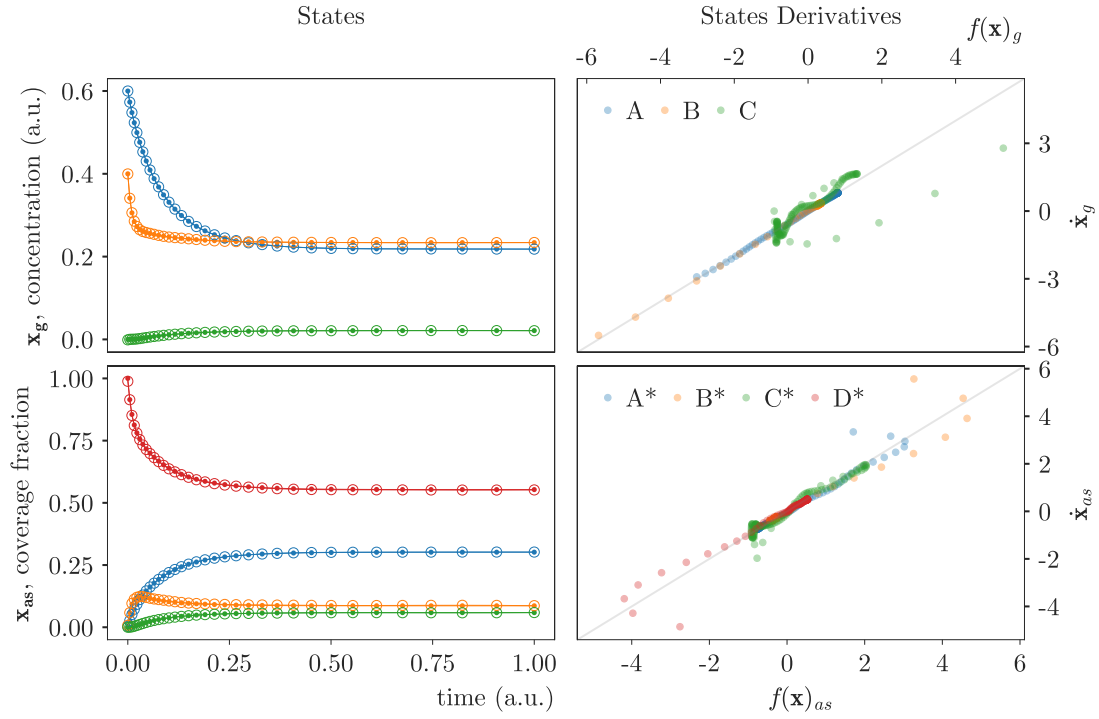 States
States Derivatives
f(x)_g
-6 -4 -2 0 2 4
0.6
0.4
0.2
0.0
x_g, concentration (a.u.)
A B C
3
0
-3
-6
ẋ_g
1.00
0.75
0.50
0.25
0.00
x_as, coverage fraction
0.00 0.25 0.50 0.75 1.00
time (a.u.)
A* B* C* D*
6
4
2
0
-2
-4
ẋ_as
-4 -2 0 2 4 6
f(x)_as